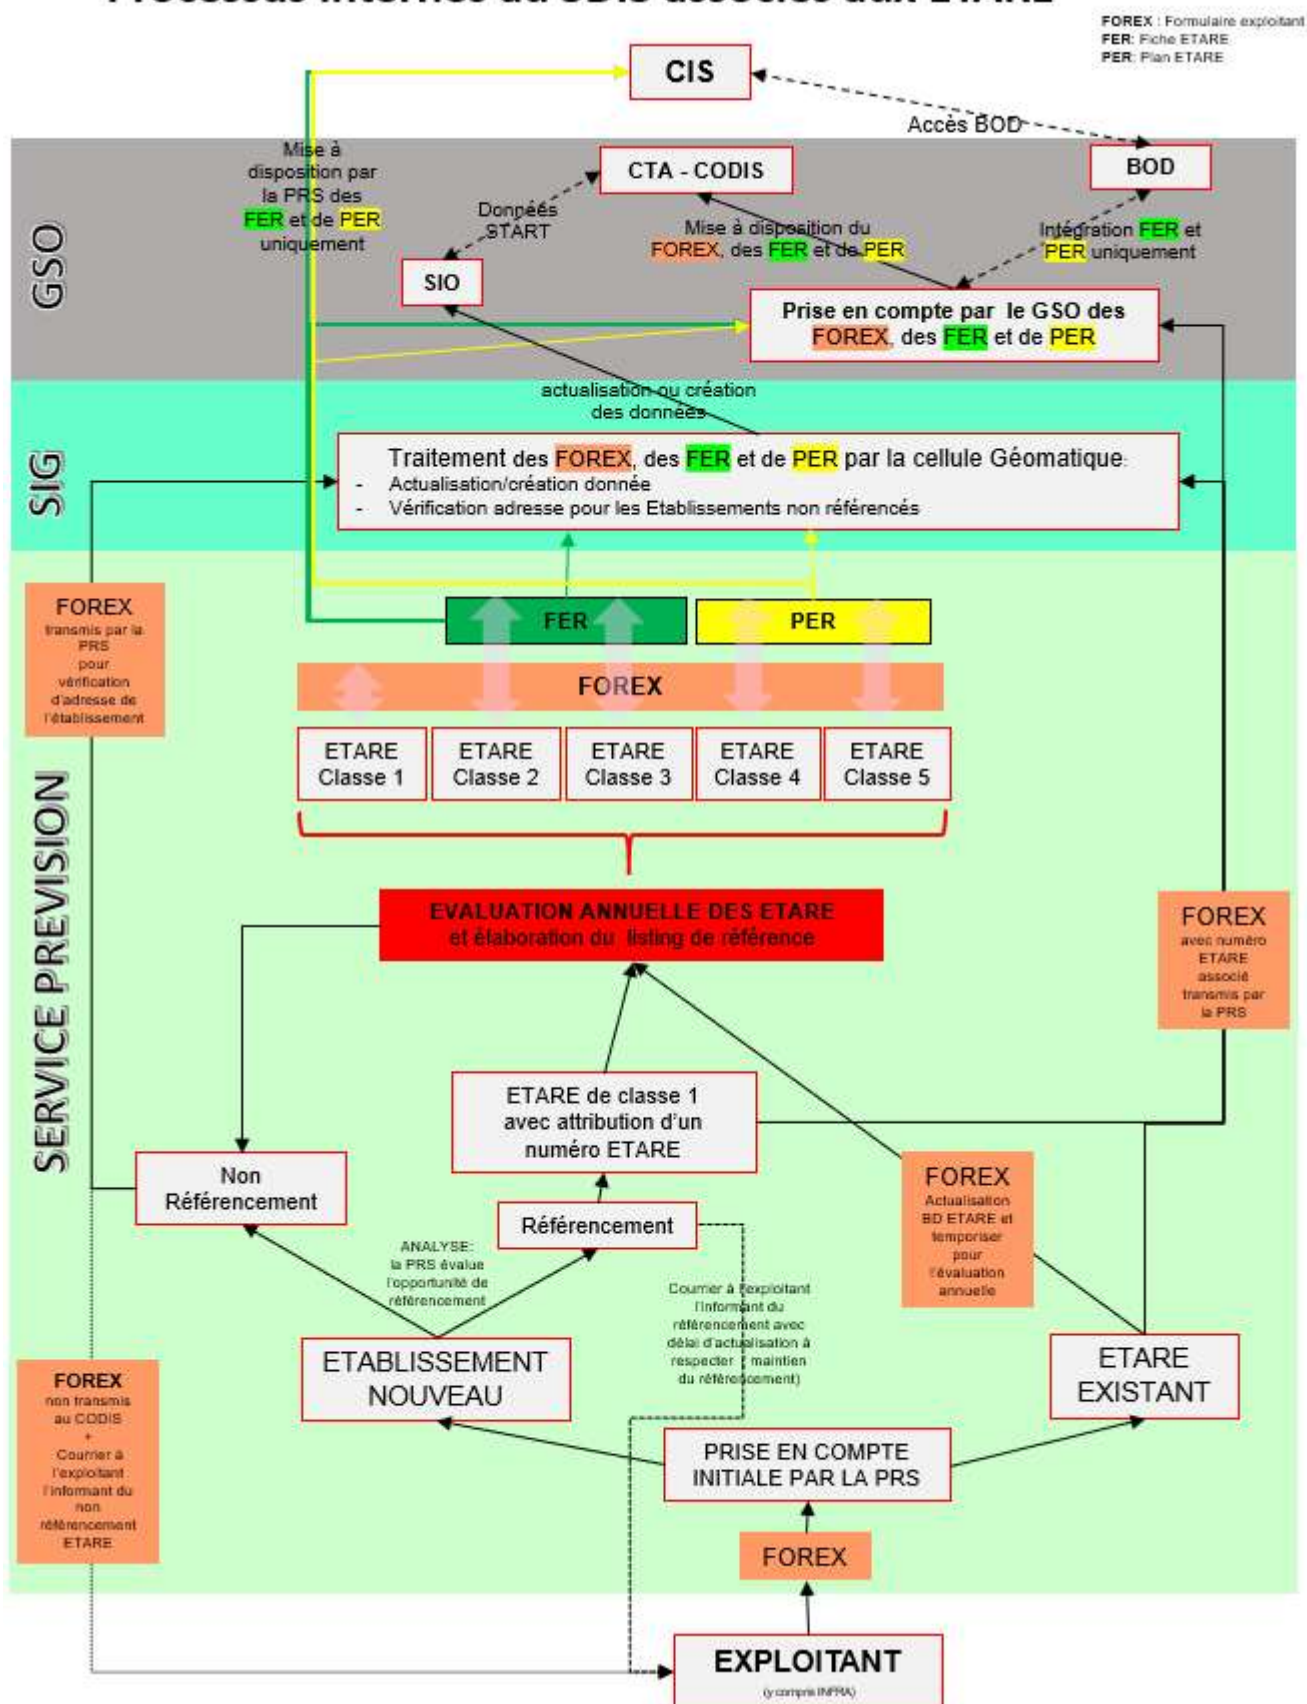 Processus internes du SDIS associés aux ETARE
FOREX : Formulaire exploitant
FER: Fiche ETARE
PER: Plan ETARE
CIS
Accès BOD
Mise à
disposition par
la PRS des
FER et de PER
uniquement
CTA - CODIS
BOD
Donnéés
START
Mise à disposition du
FOREX, des FER et de PER
Intégration FER et
PER uniquement
GSO
SIO
Prise en compte par le GSO des
FOREX, des FER et de PER
actualisation ou création
des données
SIG
Traitement des FOREX, des FER et de PER par la cellule Géomatique:
- Actualisation/création donnée
- Vérification adresse pour les Etablissements non référencés
FOREX
transmis par la
PRS
pour
vérification
d'adresse de
l'établissement
FER
PER
FOREX
ETARE
Classe 1
ETARE
Classe 2
ETARE
Classe 3
ETARE
Classe 4
ETARE
Classe 5
SERVICE PREVISION
EVALUATION ANNUELLE DES ETARE
et élaboration du listing de référence
FOREX
avec numéro
ETARE
associé
transmis par
la PRS
ETARE de classe 1
avec attribution d'un
numéro ETARE
Non
Référencement
Référencement
FOREX
Actualisation
BD ETARE et
temporiser
pour
l'évaluation
annuelle
ANALYSE:
la PRS évalue
l'opportunité de
référencement
Courrier à l'exploitant
l'informant du
référencement avec
délai d'actualisation à
respecter maintien
du référencement)
ETABLISSEMENT
NOUVEAU
ETARE
EXISTANT
FOREX
non transmis
au CODIS
+
Courrier à
l'exploitant
l'informant du
non
référencement
ETARE
PRISE EN COMPTE
INITIALE PAR LA PRS
FOREX
EXPLOITANT
(y compris INFRA)